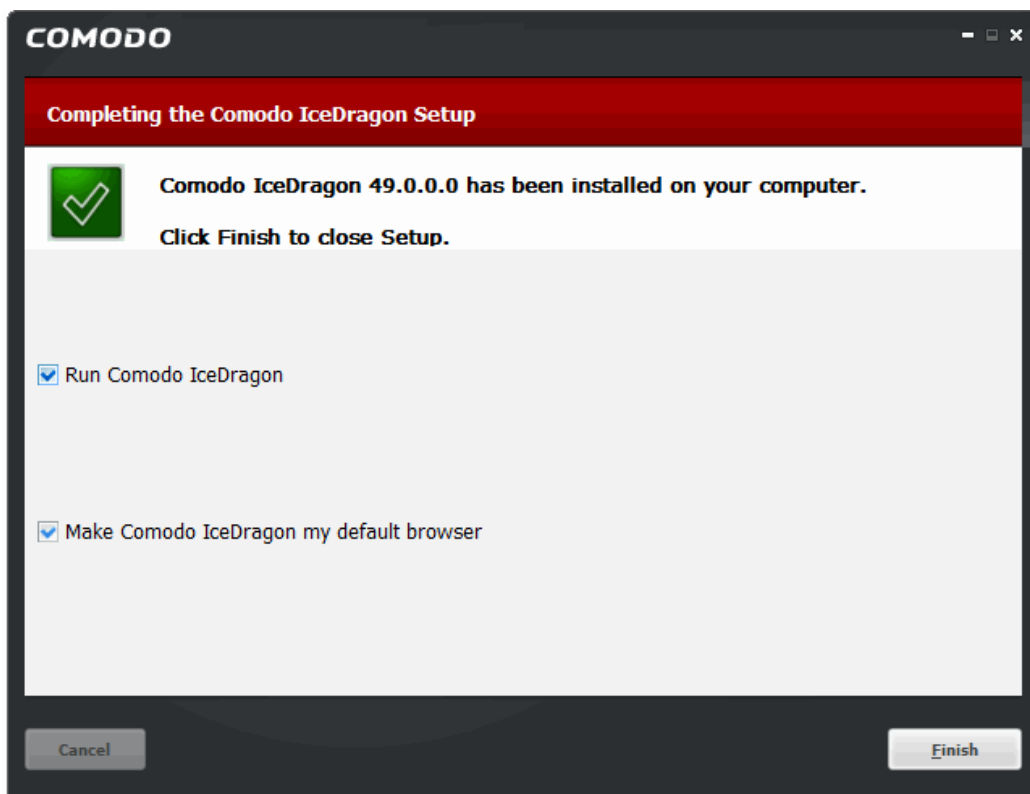 COMODO
Completing the Comodo IceDragon Setup
Comodo IceDragon 49.0.0.0 has been installed on your computer.
Click Finish to close Setup.
Run Comodo IceDragon
Make Comodo IceDragon my default browser
Cancel
Finish